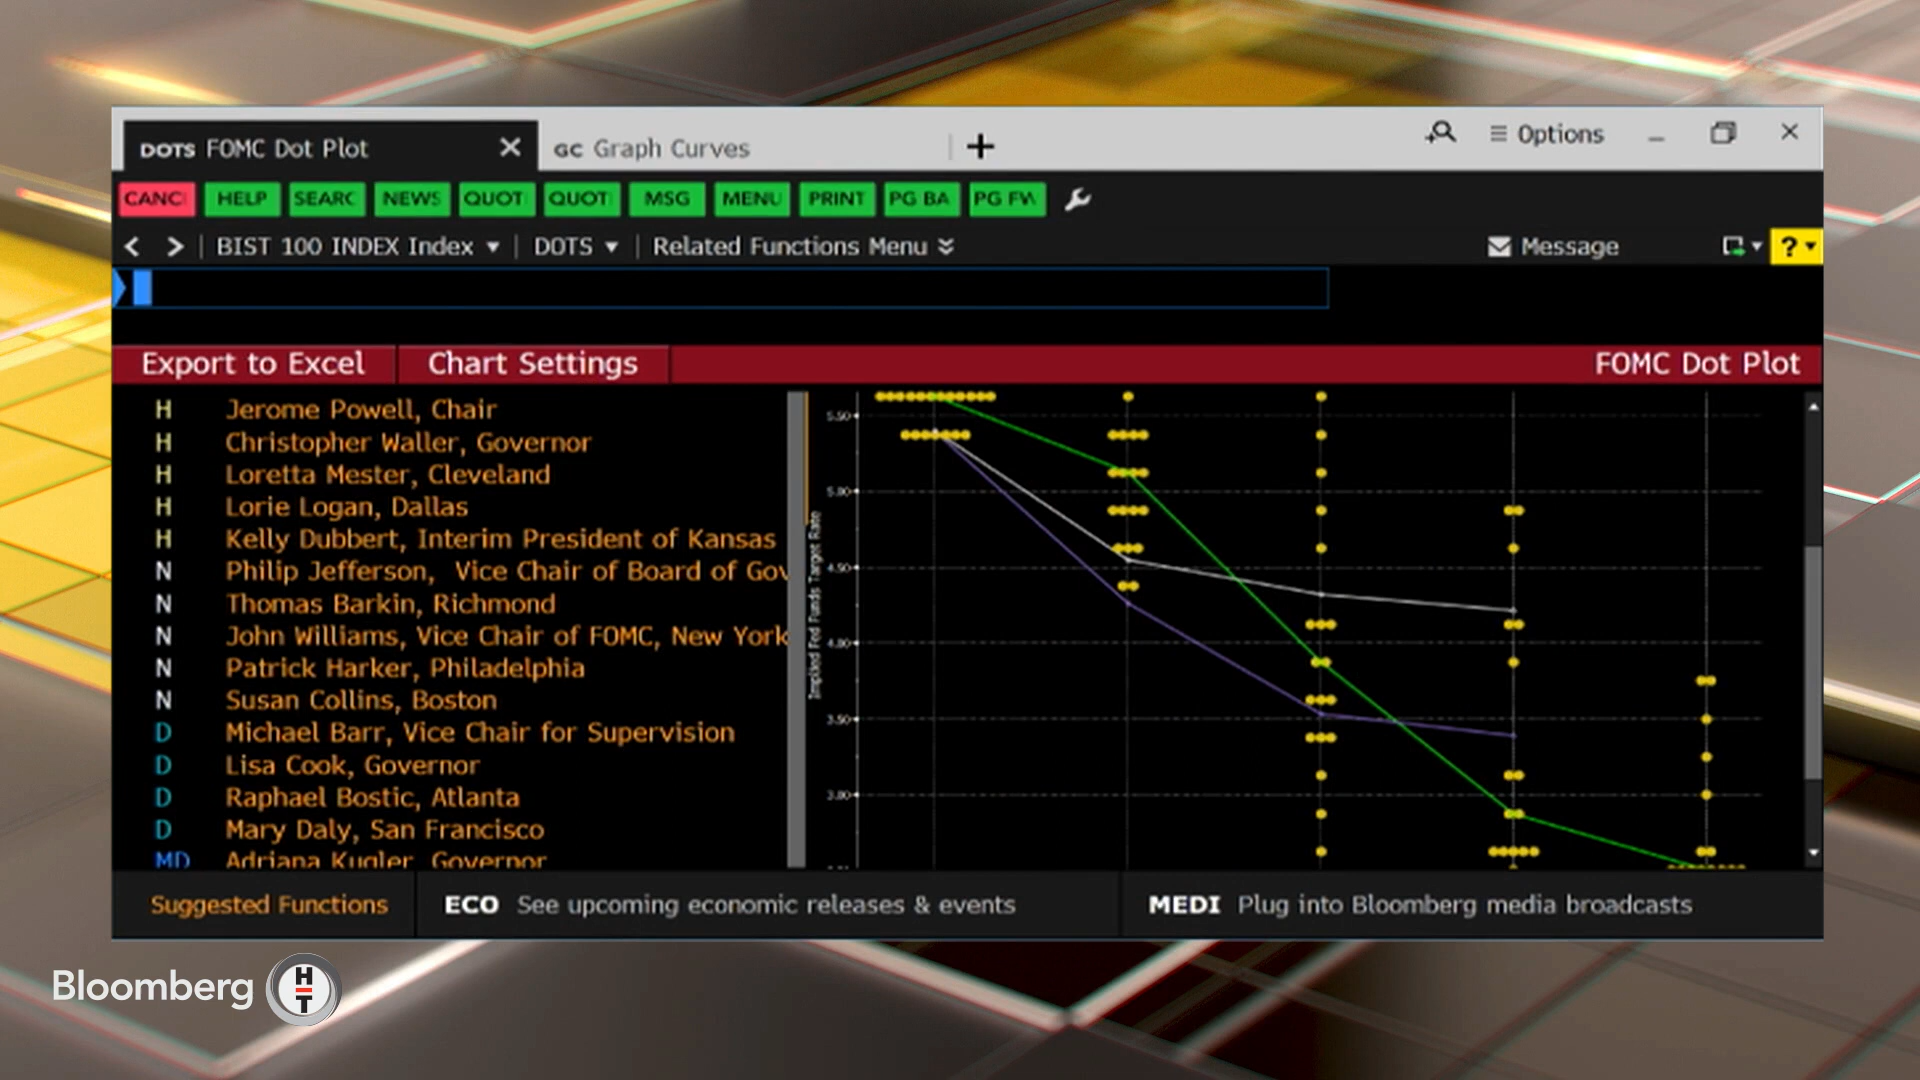 DOTS FOMC Dot Plot
GC Graph Curves
Options
CANCI HELP SEARC NEWS QUOT QUOT MSG MENU PRINT PG BA PG FW
BIST 100 INDEX Index DOTS Related Functions Menu Message ?
Export to Excel Chart Settings FOMC Dot Plot
H Jerome Powell, Chair
H Christopher Waller, Governor
H Loretta Mester, Cleveland
H Lorie Logan, Dallas
H Kelly Dubbert, Interim President of Kansas
N Philip Jefferson, Vice Chair of Board of Gov
N Thomas Barkin, Richmond
N John Williams, Vice Chair of FOMC, New York
N Patrick Harker, Philadelphia
N Susan Collins, Boston
D Michael Barr, Vice Chair for Supervision
D Lisa Cook, Governor
D Raphael Bostic, Atlanta
D Mary Daly, San Francisco
MD Adriana Kugler, Governor
Implied Fed Funds Target Rate
5.50
5.00
4.50
4.00
3.50
3.00
Suggested Functions ECO See upcoming economic releases & events MEDI Plug into Bloomberg media broadcasts
Bloomberg HT